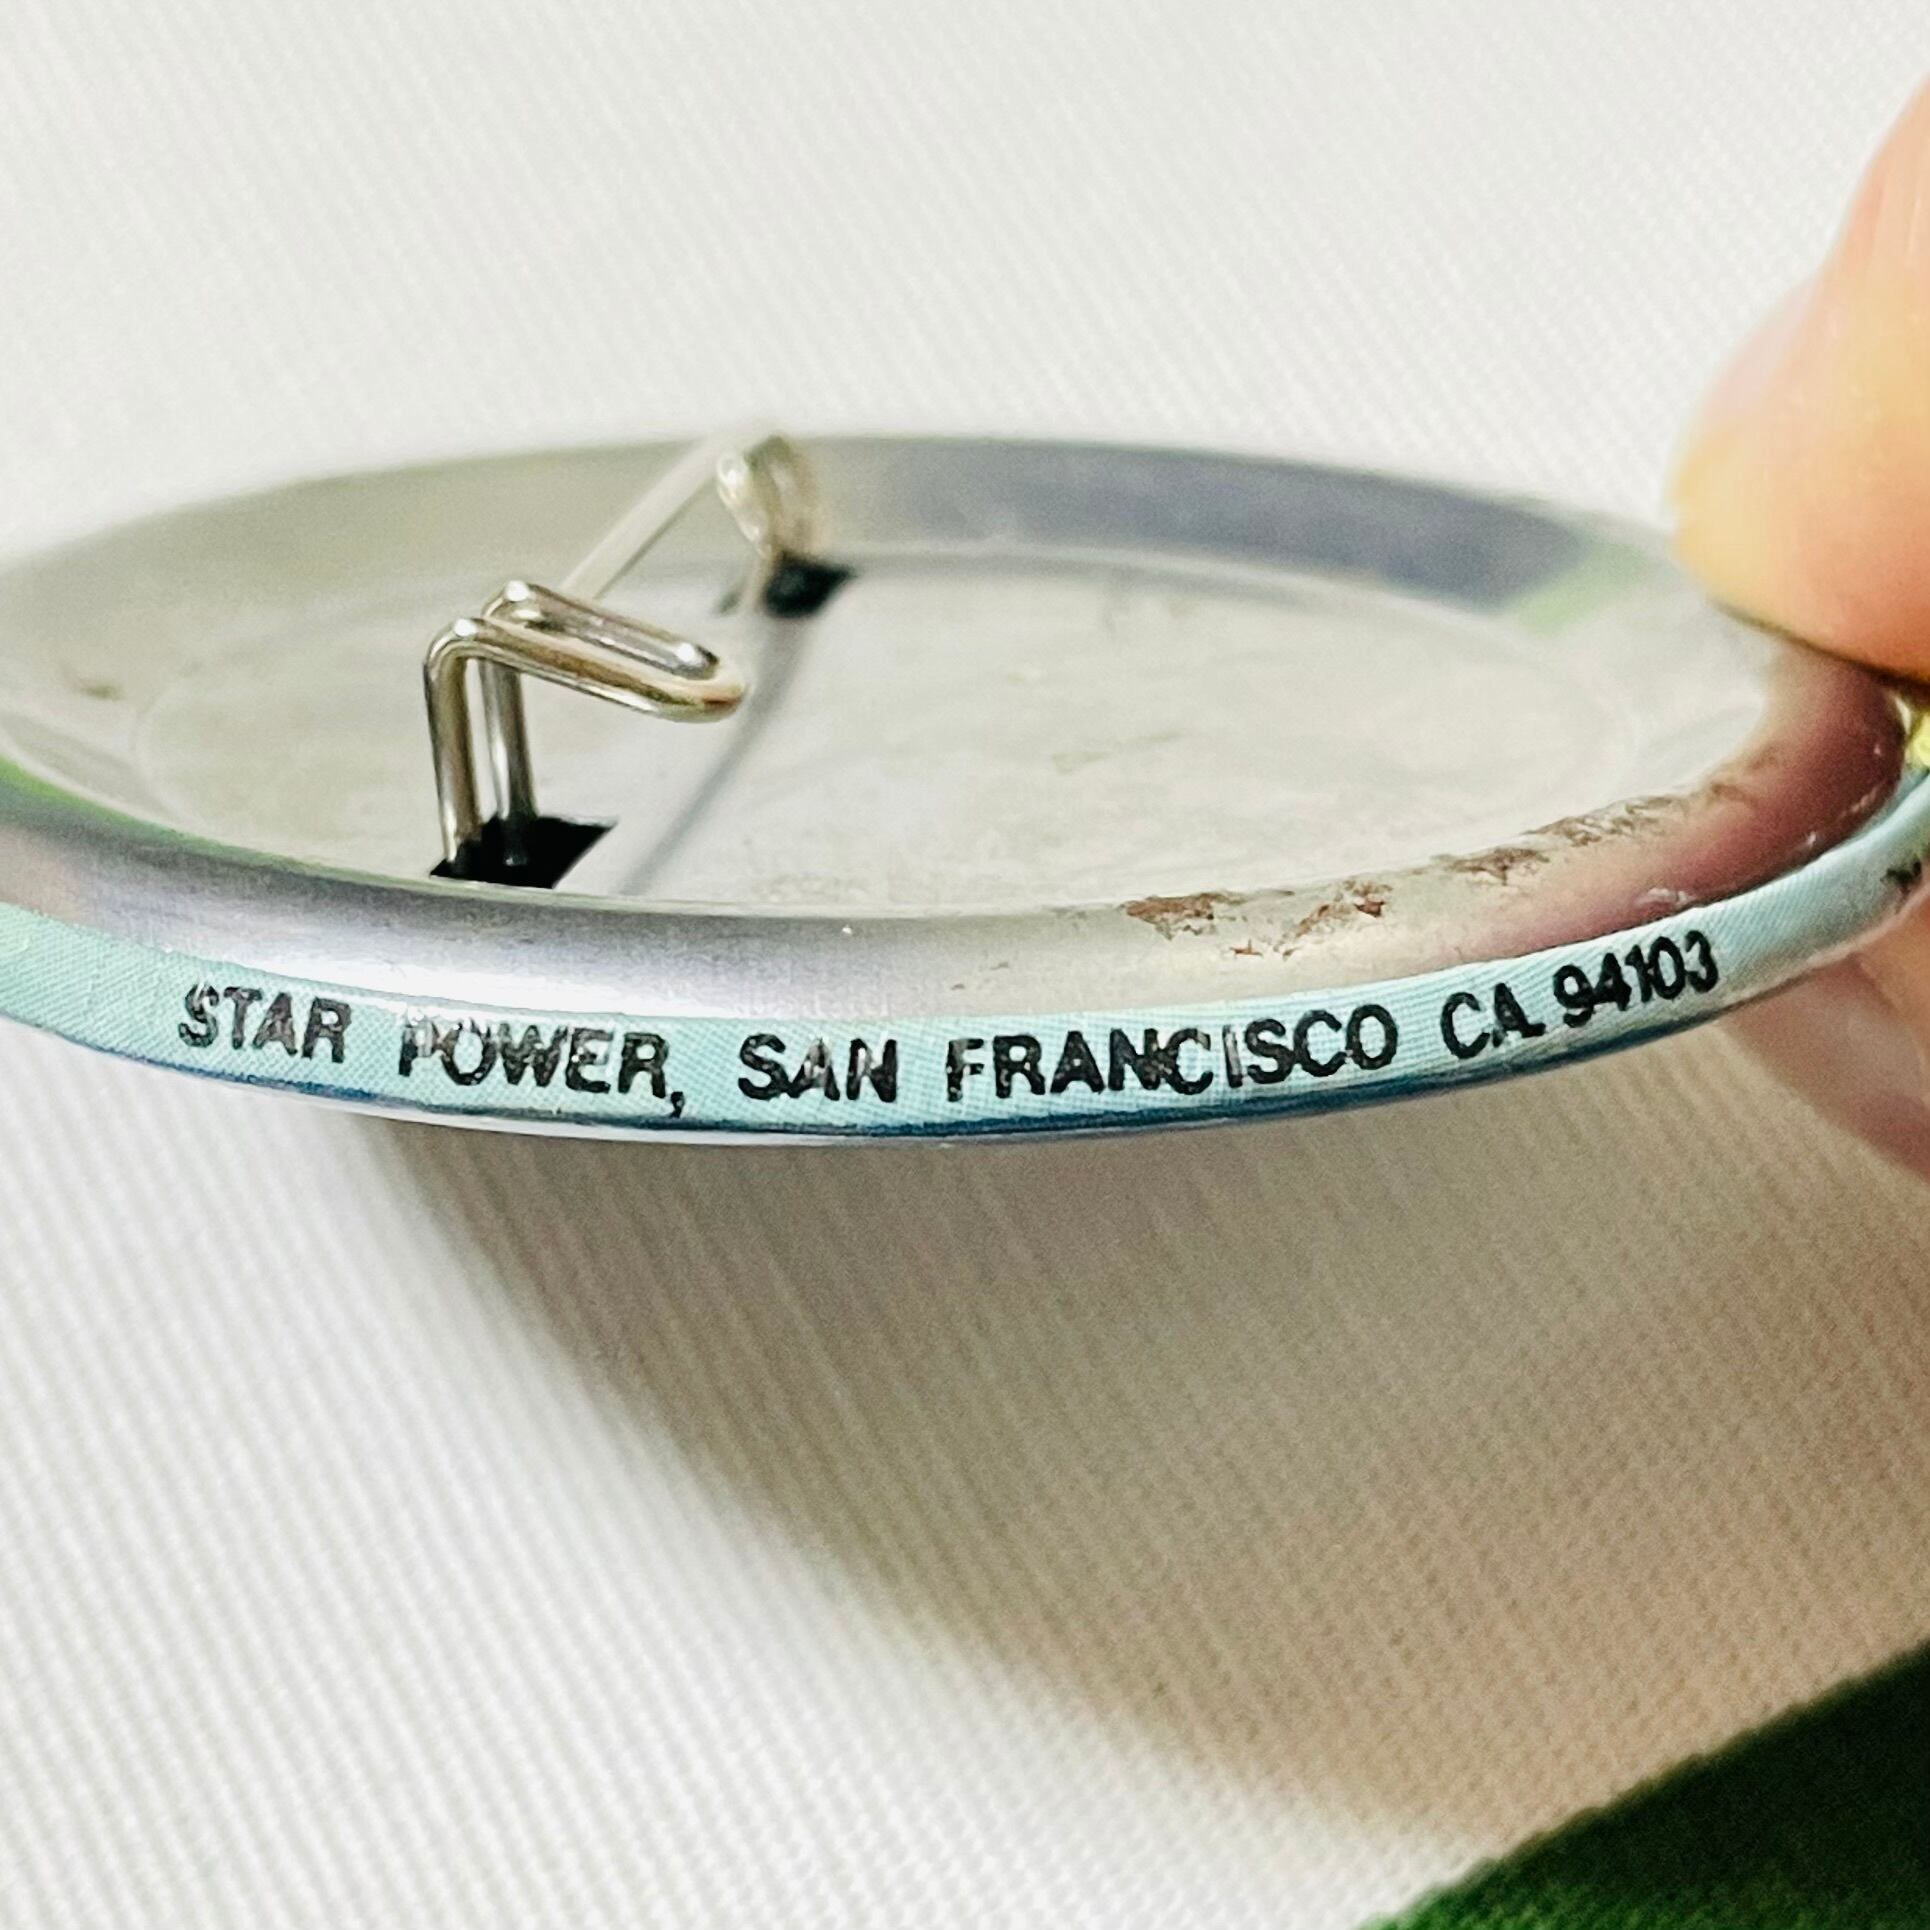 STAR POWER, SAN FRANCISCO CA. 94103